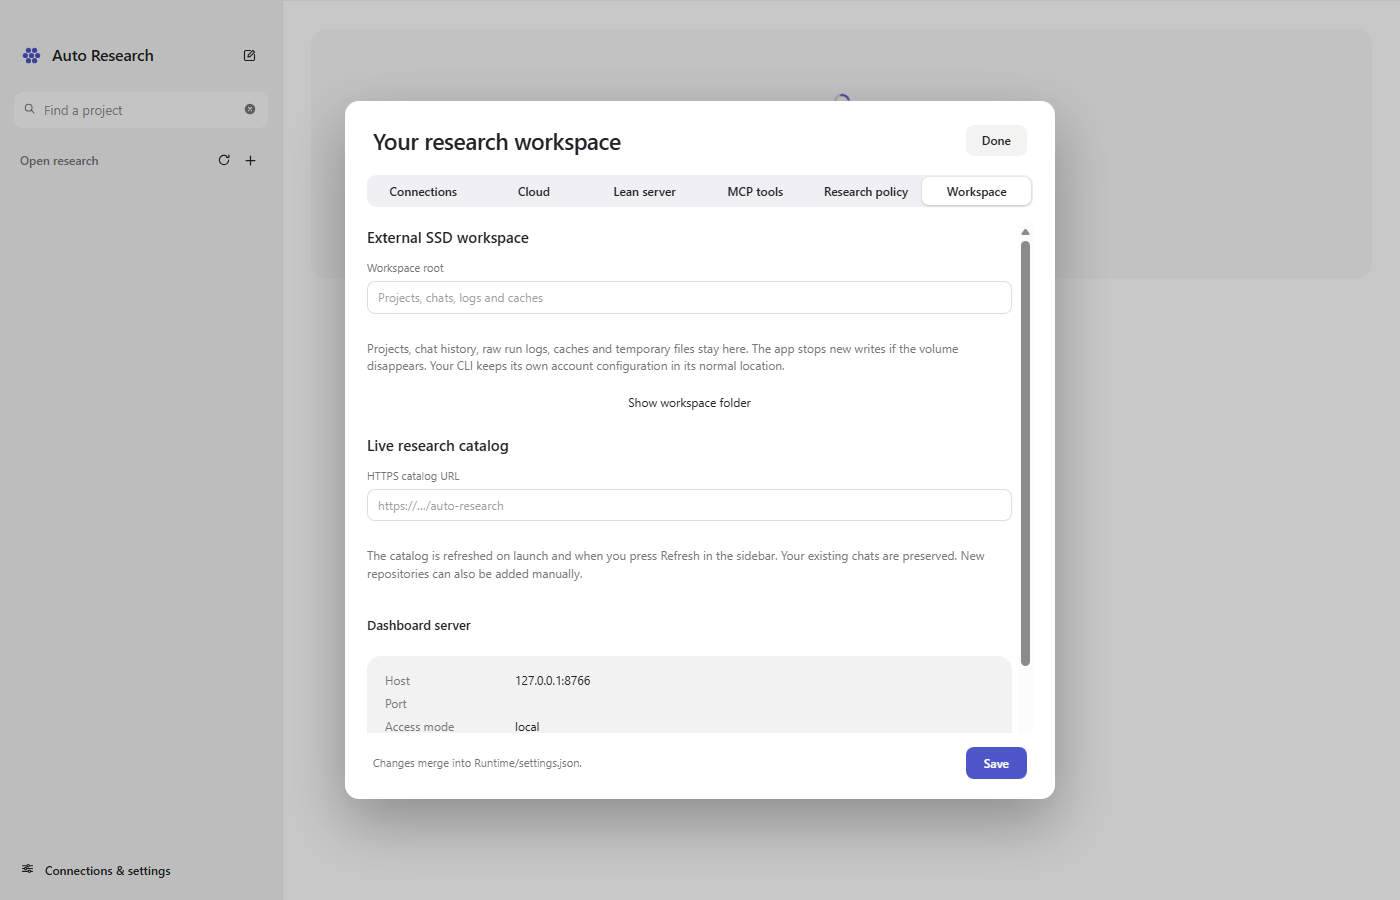 Auto Research
Find a project
Open research
Connections & settings
Your research workspace
Done
Connections
Cloud
Lean server
MCP tools
Research policy
Workspace
External SSD workspace
Workspace root
Projects, chats, logs and caches
Projects, chat history, raw run logs, caches and temporary files stay here. The app stops new writes if the volume
disappears. Your CLI keeps its own account configuration in its normal location.
Show workspace folder
Live research catalog
HTTPS catalog URL
https://.../auto-research
The catalog is refreshed on launch and when you press Refresh in the sidebar. Your existing chats are preserved. New
repositories can also be added manually.
Dashboard server
Host 127.0.0.1:8766
Port
Access mode local
Changes merge into Runtime/settings.json.
Save